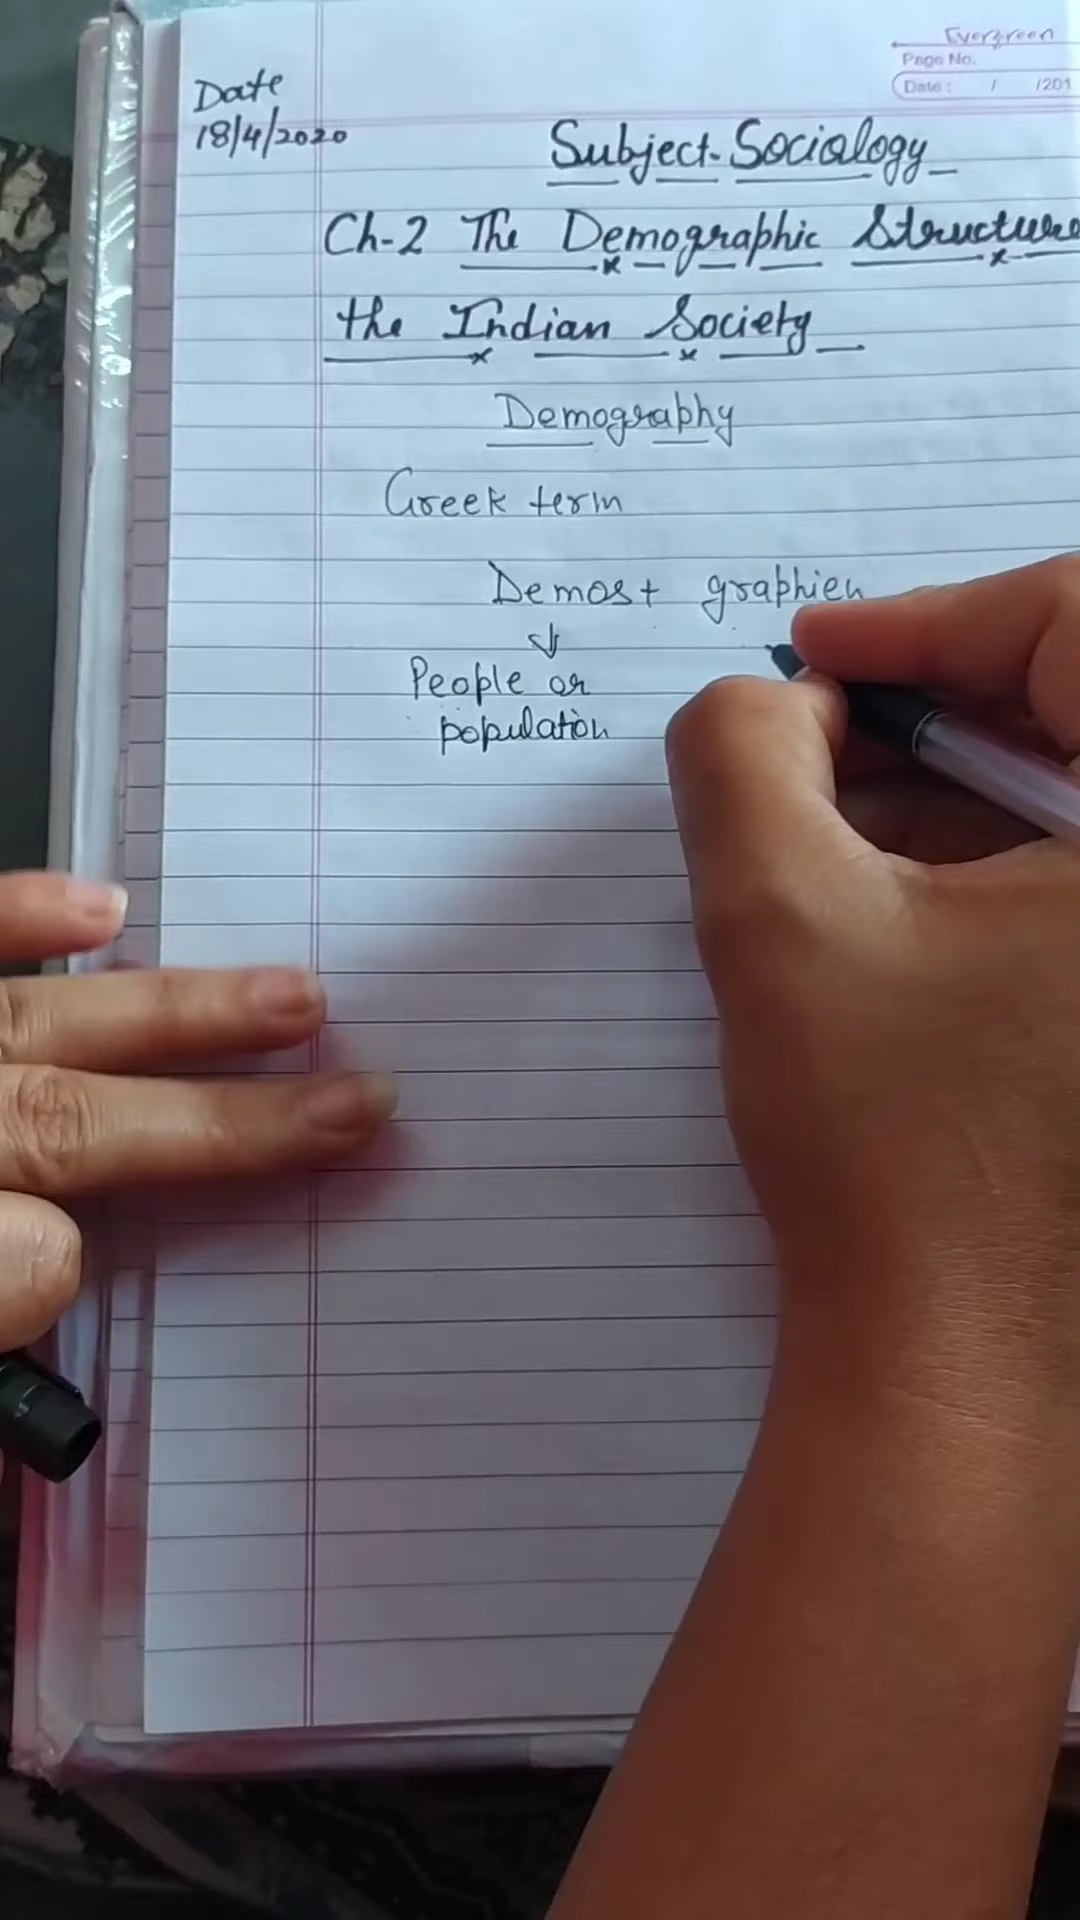 Evergreen
Page No.
Date : / /201
Date
18/4/2020
Subject- Sociology
Ch-2 The Demographic Structure
the Indian Society
Demography
Greek term
Demos + graphien
↓
People or
population